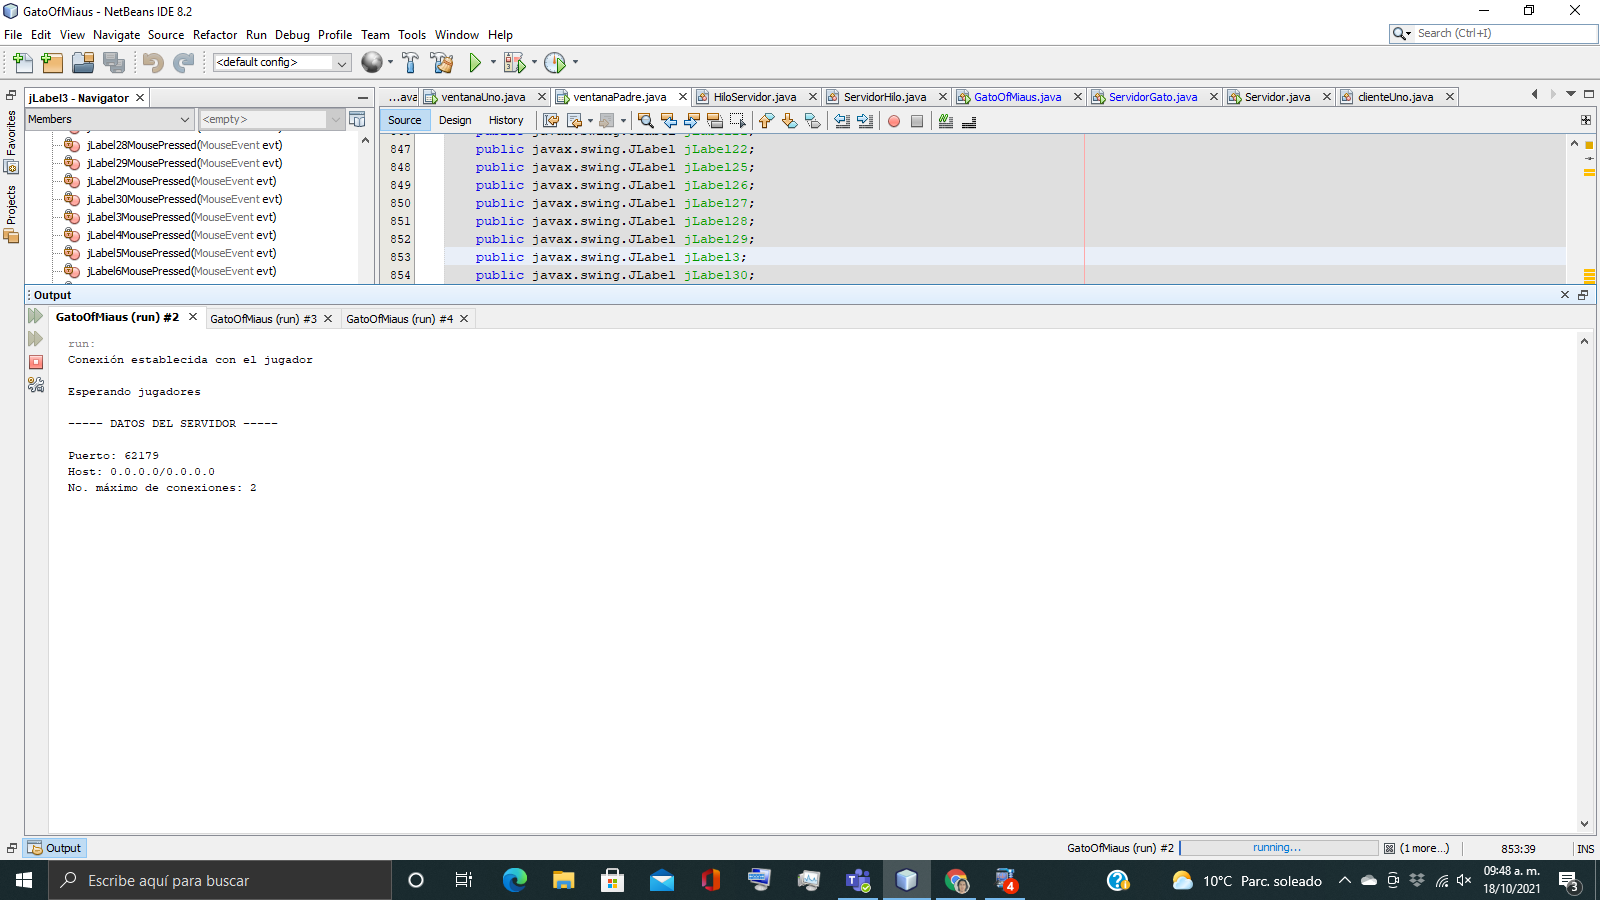 GatoOfMiaus - NetBeans IDE 8.2
File Edit View Navigate Source Refactor Run Debug Profile Team Tools Window Help
Search (Ctrl+I)
<default config>
jLabel3 - Navigator
...ava ventanaUno.java ventanaPadre.java HiloServidor.java ServidorHilo.java GatoOfMiaus.java ServidorGato.java Servidor.java clienteUno.java
Members <empty>
Source Design History
Favorites
Projects
jLabel28MousePressed(MouseEvent evt)
jLabel29MousePressed(MouseEvent evt)
jLabel2MousePressed(MouseEvent evt)
jLabel30MousePressed(MouseEvent evt)
jLabel3MousePressed(MouseEvent evt)
jLabel4MousePressed(MouseEvent evt)
jLabel5MousePressed(MouseEvent evt)
jLabel6MousePressed(MouseEvent evt)
847 public javax.swing.JLabel jLabel22;
848 public javax.swing.JLabel jLabel25;
849 public javax.swing.JLabel jLabel26;
850 public javax.swing.JLabel jLabel27;
851 public javax.swing.JLabel jLabel28;
852 public javax.swing.JLabel jLabel29;
853 public javax.swing.JLabel jLabel3;
854 public javax.swing.JLabel jLabel30;
Output
GatoOfMiaus (run) #2 GatoOfMiaus (run) #3 GatoOfMiaus (run) #4
run:
Conexión establecida con el jugador
Esperando jugadores
----- DATOS DEL SERVIDOR -----
Puerto: 62179
Host: 0.0.0.0/0.0.0.0
No. máximo de conexiones: 2
Output
GatoOfMiaus (run) #2 running... (1 more...) 853:39 INS
Escribe aquí para buscar
4
10°C Parc. soleado
09:48 a. m.
18/10/2021
3